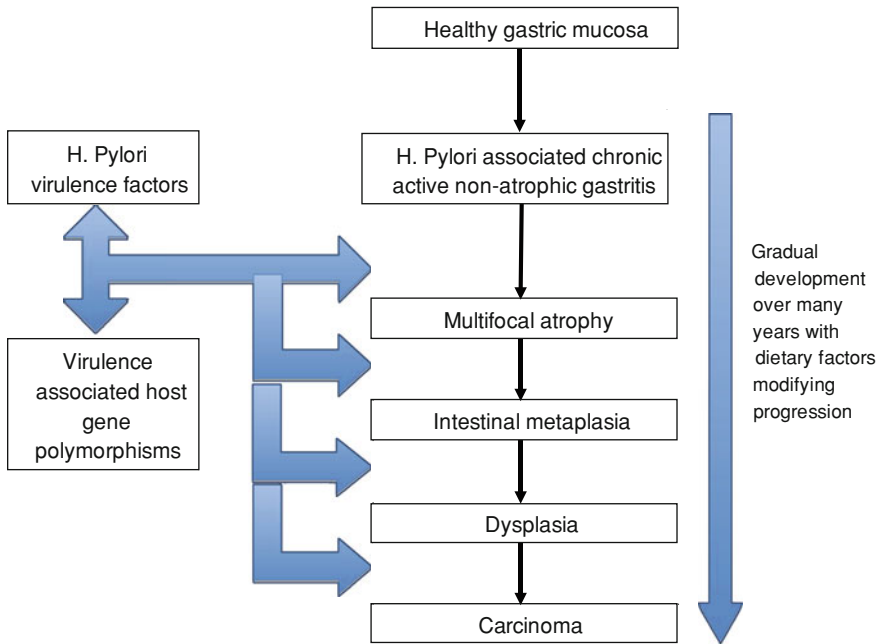 Healthy gastric mucosa
H. Pylori
virulence factors
H. Pylori associated chronic
active non-atrophic gastritis
Gradual
development
over many
years with
dietary factors
modifying
progression
Multifocal atrophy
Virulence
associated host
gene
polymorphisms
Intestinal metaplasia
Dysplasia
Carcinoma